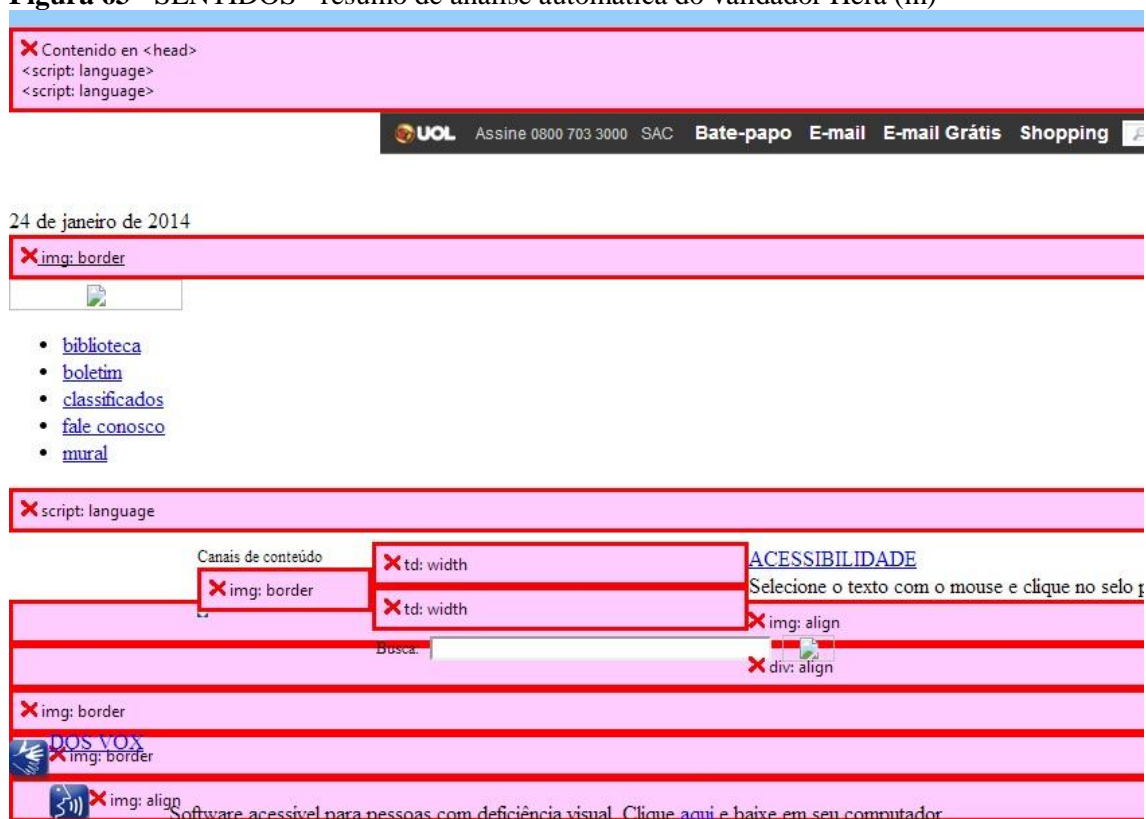 Figura 63 - SENTIDOS - resumo de análise automática do validador Hera (III)
Contenido en <head>
<script: language>
<script: language>
UOL Assine 0800 703 3000 SAC Bate-papo E-mail E-mail Grátis Shopping
24 de janeiro de 2014
img: border
• biblioteca
• boletim
• classificados
• fale conosco
• mural
script: language
Canais de conteúdo
img: border
td: width
td: width
Busca:
ACESSIBILIDADE
Selecione o texto com o mouse e clique no selo p
img: align
div: align
img: border
DOS VOX
img: border
img: align
Software acessível para pessoas com deficiência visual. Clique aqui e baixe em seu computador